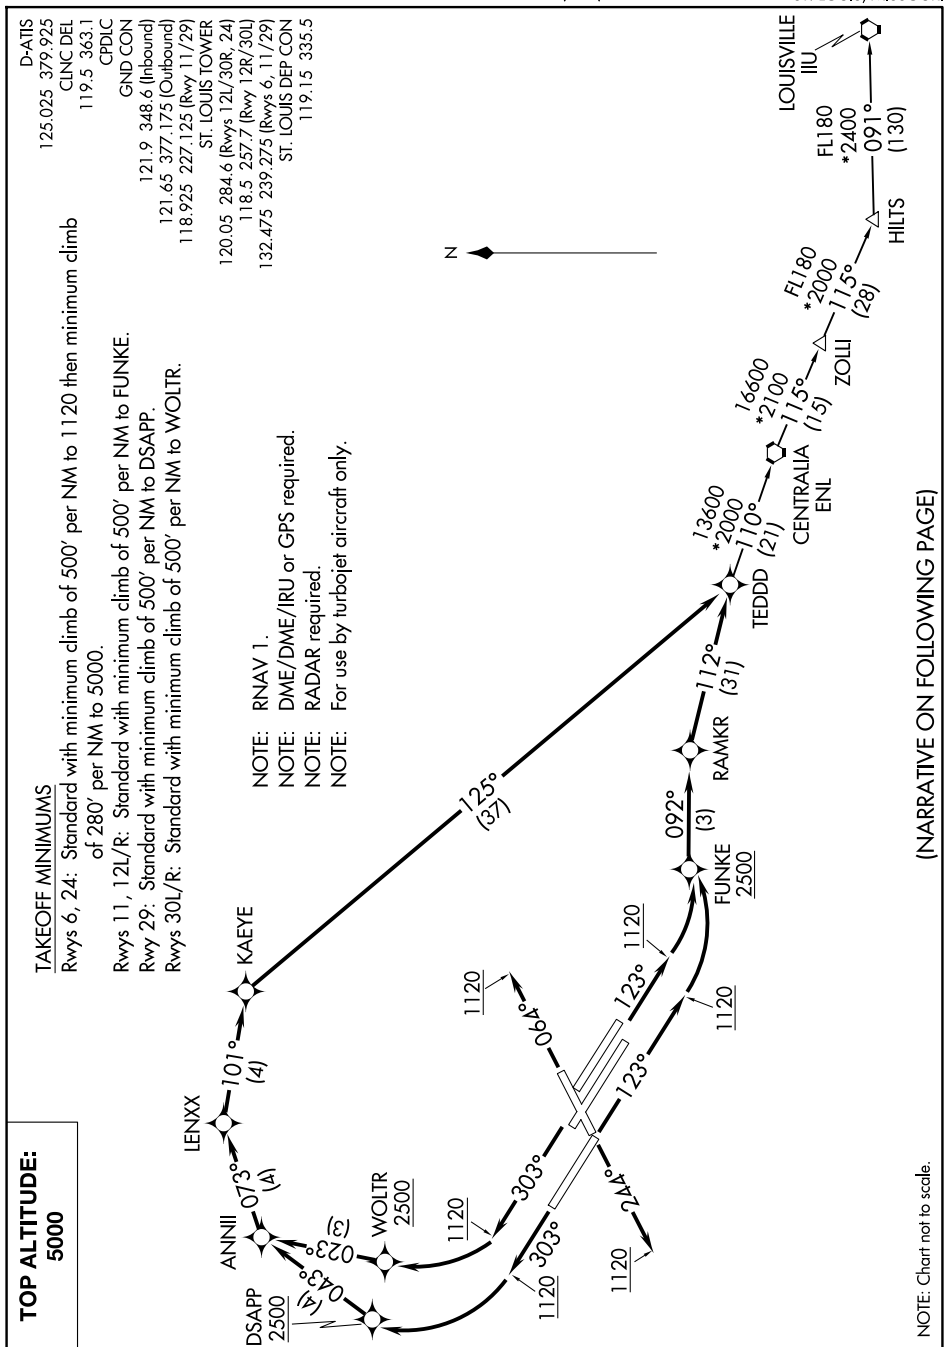 TOP ALTITUDE:
5000
TAKEOFF MINIMUMS
Rwys 6, 24: Standard with minimum climb of 500' per NM to 1120 then minimum climb
of 280' per NM to 5000.
Rwys 11, 12L/R: Standard with minimum climb of 500' per NM to FUNKE.
Rwy 29: Standard with minimum climb of 500' per NM to DSAPP.
Rwys 30L/R: Standard with minimum climb of 500' per NM to WOLTR.
D-ATIS
125.025 379.925
CLNC DEL
119.5 363.1
CPDLC
GND CON
121.9 348.6 (Inbound)
121.65 377.175 (Outbound)
118.925 227.125 (Rwy 11/29)
ST. LOUIS TOWER
120.05 284.6 (Rwys 12L/30R, 24)
118.5 257.7 (Rwy 12R/30L)
132.475 239.275 (Rwys 6, 11/29)
ST. LOUIS DEP CON
119.15 335.5
NOTE: RNAV 1.
NOTE: DME/DME/IRU or GPS required.
NOTE: RADAR required.
NOTE: For use by turbojet aircraft only.
N
LENXX
101°
(4)
KAEYE
073°
(4)
ANNII
125°
(37)
043°
(4)
023°
(3)
DSAPP
2500
WOLTR
2500
1120
303°
303°
1120
244°
1120
064°
1120
123°
1120
123°
1120
FUNKE
2500
092°
(3)
RAMKR
112°
(31)
TEDDD
13600
*2000
110°
(21)
CENTRALIA
ENL
16600
*2100
115°
(15)
ZOLLI
FL180
*2000
115°
(28)
HILTS
FL180
*2400
091°
(130)
LOUISVILLE
IIU
NOTE: Chart not to scale.
(NARRATIVE ON FOLLOWING PAGE)